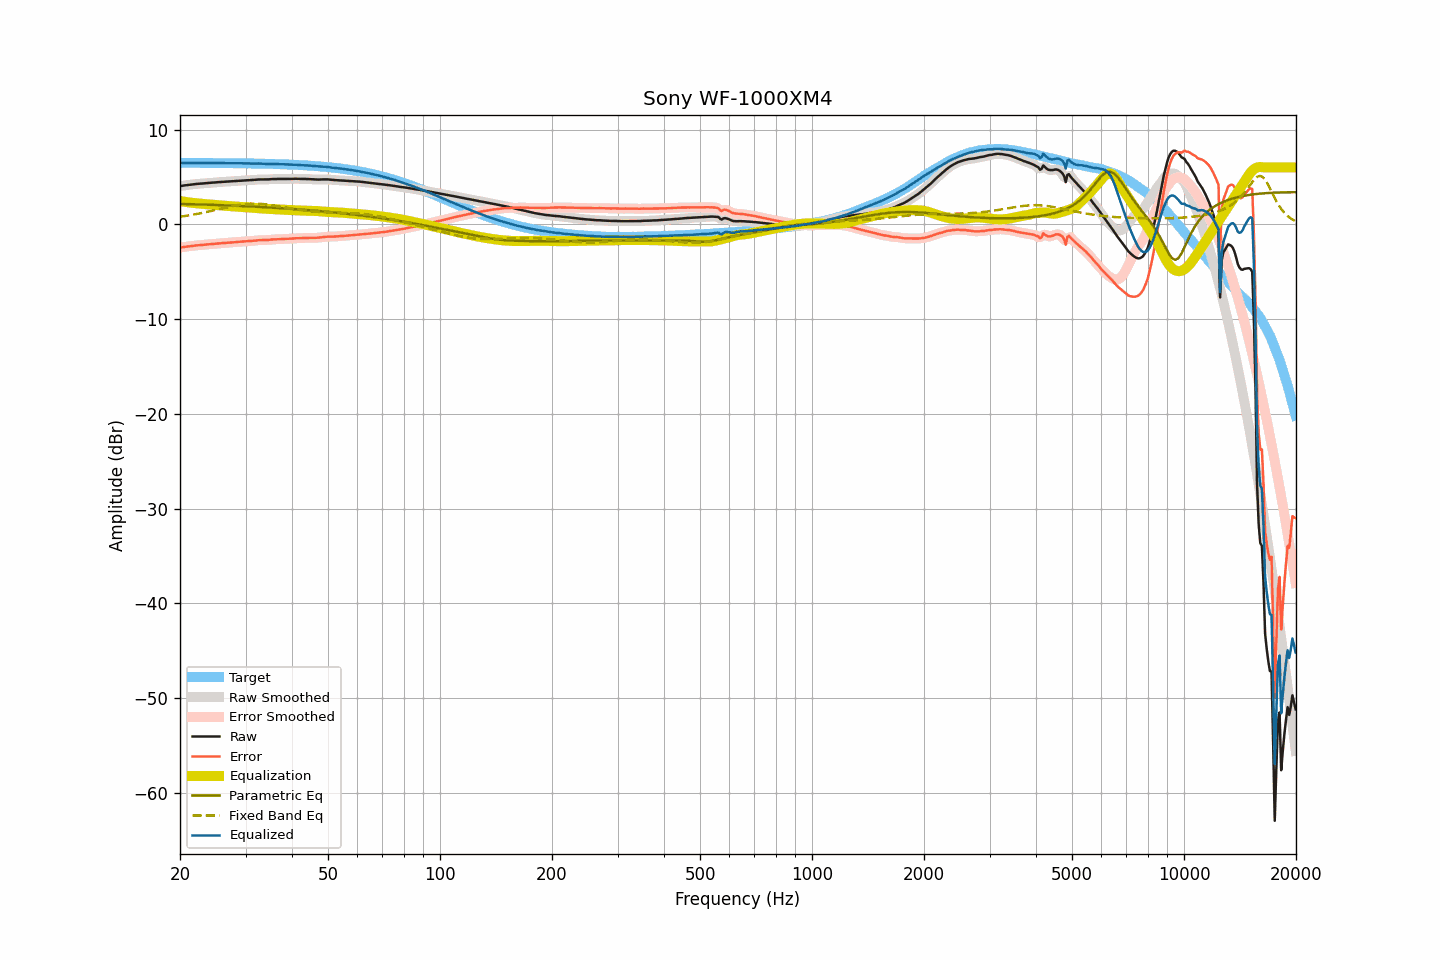 Sony WF-1000XM4
10
0
−10
−20
−30
−40
−50
−60
Amplitude (dBr)
Target
Raw Smoothed
Error Smoothed
Raw
Error
Equalization
Parametric Eq
Fixed Band Eq
Equalized
20 50 100 200 500 1000 2000 5000 10000 20000
Frequency (Hz)